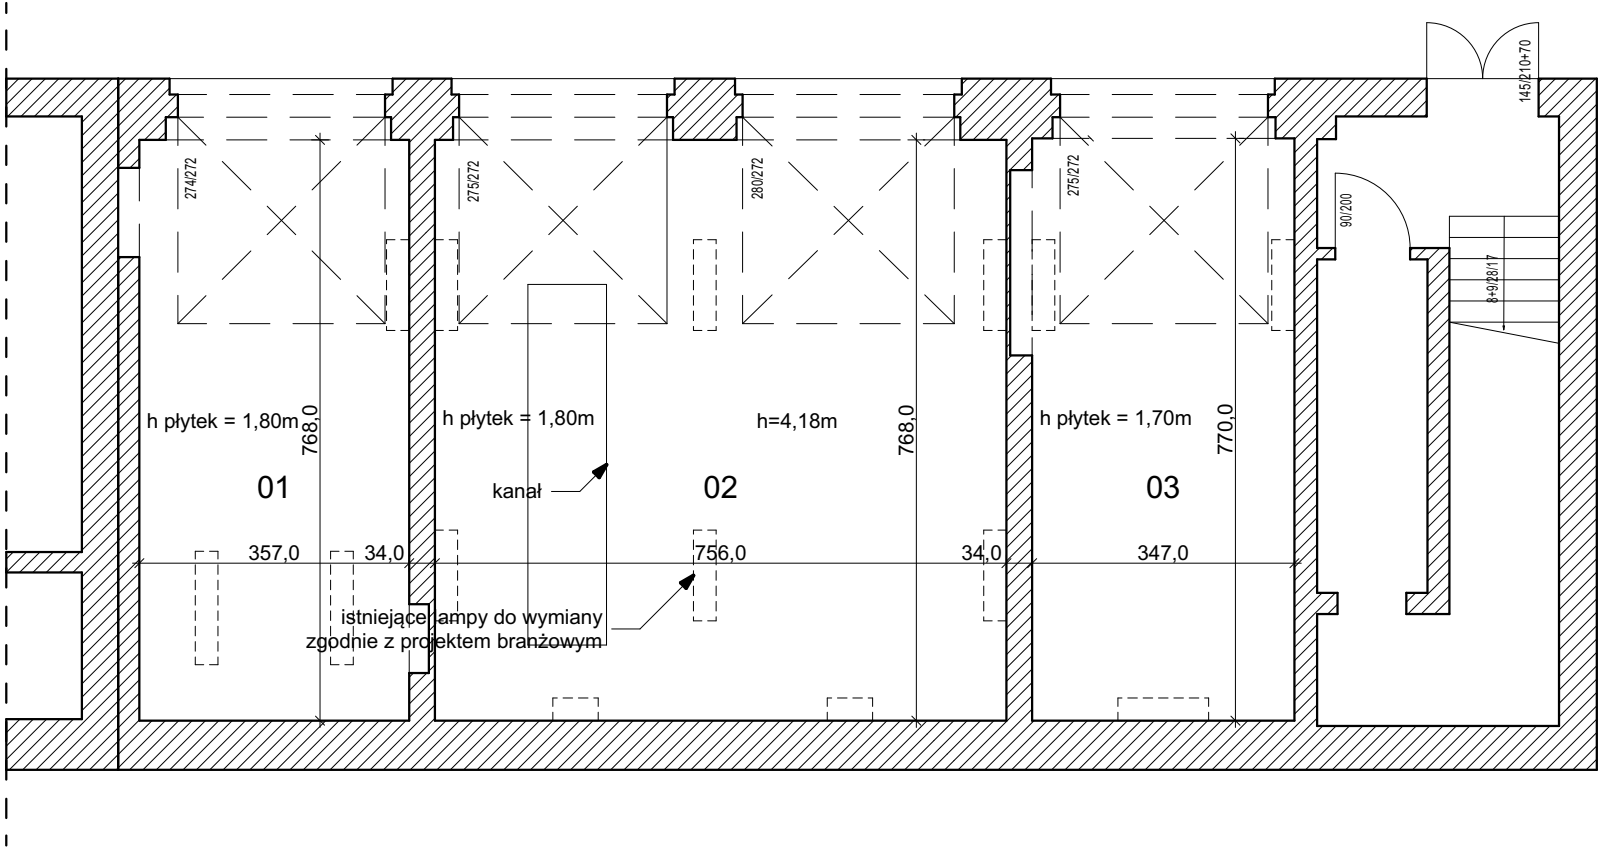 145/210+70
274/272
275/272
280/272
275/272
90/200
8+9/28/17
h płytek = 1,80m
768,0
h płytek = 1,80m
h=4,18m
768,0
h płytek = 1,70m
770,0
01
kanał
02
03
357,0
34,0
756,0
34,0
347,0
istniejące lampy do wymiany
zgodnie z projektem branżowym